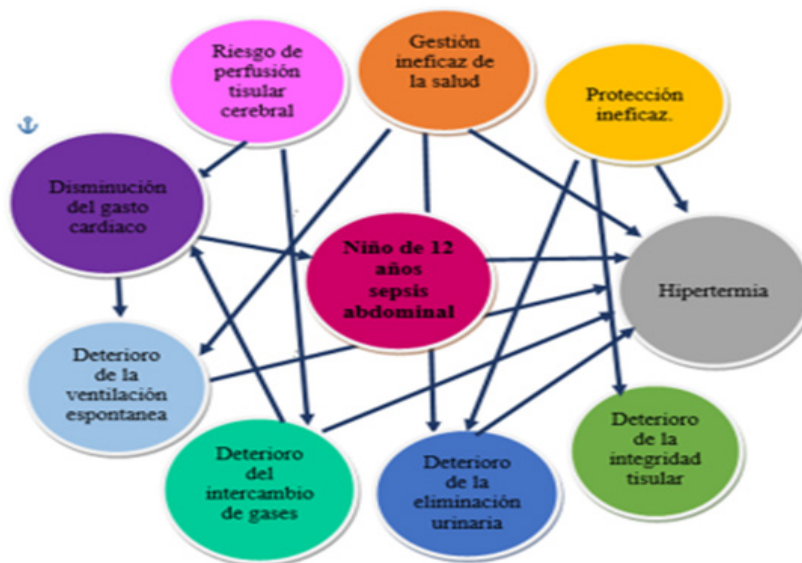 Riesgo de
perfusión
tisular
cerebral
Gestión
ineficaz de
la salud
Protección
ineficaz.
Disminución
del gasto
cardiaco
Niño de 12
años
sepsis
abdominal
Hipertermia
Deterioro
de la
ventilación
espontanea
Deterioro
del
intercambio
de gases
Deterioro
de la
eliminación
urinaria
Deterioro
de la
integridad
tisular